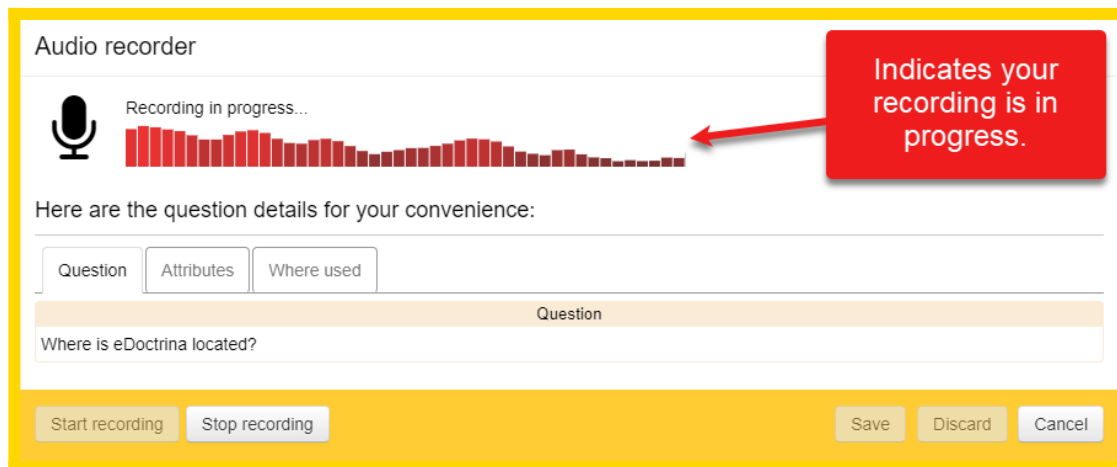 Audio recorder
Indicates your
recording is in
progress.
Recording in progress...
Here are the question details for your convenience:
Question Attributes Where used
Question
Where is eDoctrina located?
Start recording Stop recording Save Discard Cancel